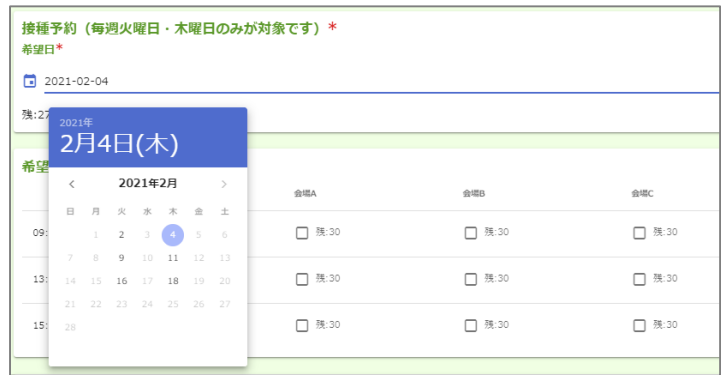 接種予約（毎週火曜日・木曜日のみが対象です）*
希望日*
2021-02-04
残:27
2021年
2月4日(木)
希望
2021年2月
会場A 会場B 会場C
日 月 火 水 木 金 土
1 2 3 4 5 6
09: 残:30 残:30 残:30
7 8 9 10 11 12 13
13: 残:30 残:30 残:30
14 15 16 17 18 19 20
21 22 23 24 25 26 27
15: 残:30 残:30 残:30
28